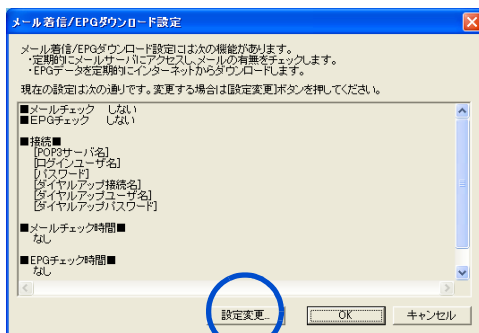 メール着信/EPGダウンロード設定
メール着信/EPGダウンロード設定には次の機能があります。
・定期的にメールサーバにアクセスし、メールの有無をチェックします。
・EPGデータを定期的にインターネットからダウンロードします。
現在の設定は次の通りです。変更する場合は[設定変更]ボタンを押してください。
■メールチェック しない
■EPGチェック しない
■接続■
[POP3サーバ名]
[ログインユーザ名]
[パスワード]
[ダイヤルアップ接続名]
[ダイヤルアップユーザ名]
[ダイヤルアップパスワード]
■メールチェック時間■
なし
■EPGチェック時間■
なし
設定変更... OK キャンセル